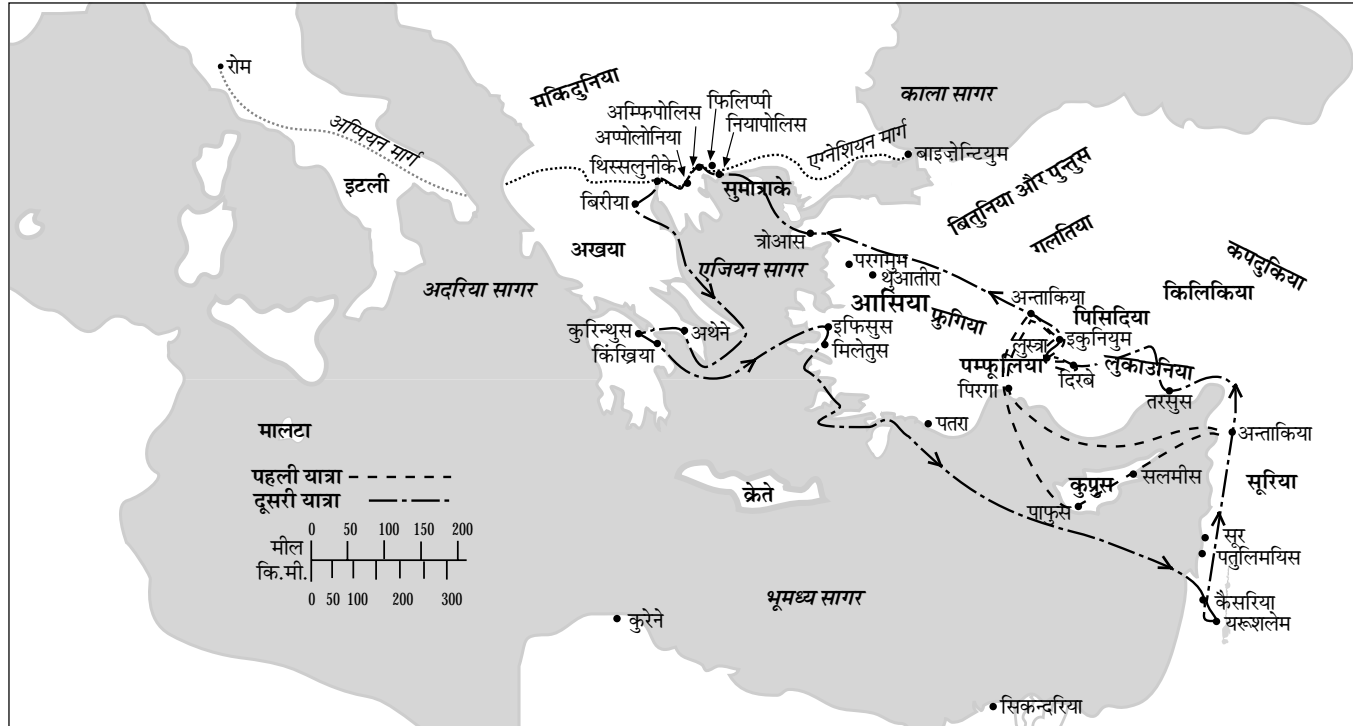 रोम
मकिदुनिया
काला सागर
फिलिप्पी
अम्फिपोलिस
नियापोलिस
अप्पोलोनिया
अप्पियन मार्ग
एग्नेशियन मार्ग
बाइज़ेन्टियुम
थिस्सलुनीके
इटली
सुमात्राके
बिरीया
बितुनिया और पुन्तुस
त्रोआस
गलतिया
अखया
कपदुकिया
एजियन सागर
परगमुम
थुआतीरा
अदरिया सागर
किलिकिया
आसिया
फ्रुगिया
अन्ताकिया
पिसिदिया
कुरिन्थुस
अथेने
इफिसुस
इकुनियुम
किंख्रिया
मिलेतुस
लुस्त्रा
पम्फूलिया
दिरबे
लुकाउनिया
पिरगा
तरसुस
पतरा
मालटा
अन्ताकिया
पहली यात्रा
सलमीस
क्रेते
कुप्रुस
सूरिया
दूसरी यात्रा
पाफुस
0 50 100 150 200
मील
कि.मी.
0 50 100 200 300
सूर
पतुलिमयिस
भूमध्य सागर
कैसरिया
कुरेने
यरूशलेम
सिकन्दरिया